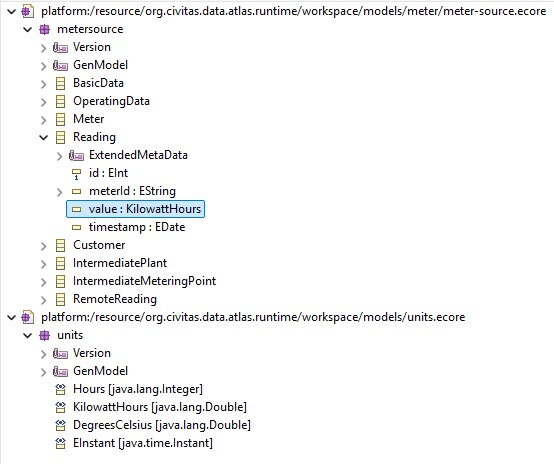 platform:/resource/org.civitas.data.atlas.runtime/workspace/models/meter/meter-source.ecore
metersource
Version
GenModel
BasicData
OperatingData
Meter
Reading
ExtendedMetaData
id : EInt
meterId : EString
value : KilowattHours
timestamp : EDate
Customer
IntermediatePlant
IntermediateMeteringPoint
RemoteReading
platform:/resource/org.civitas.data.atlas.runtime/workspace/models/units.ecore
units
Version
GenModel
Hours [java.lang.Integer]
KilowattHours [java.lang.Double]
DegreesCelsius [java.lang.Double]
EInstant [java.time.Instant]